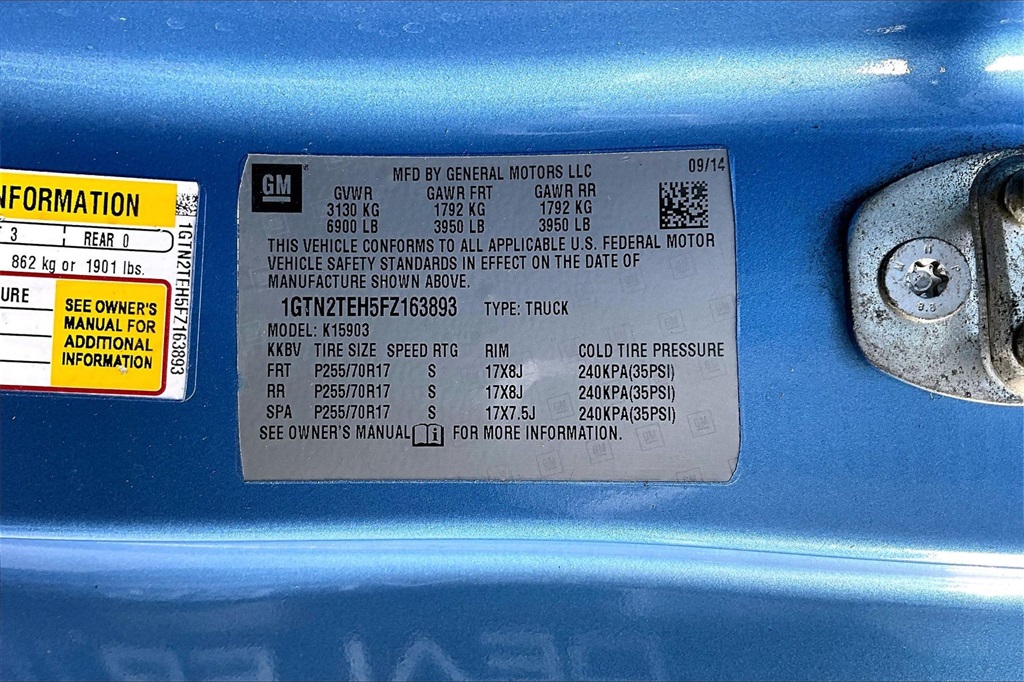 NFORMATION
3 REAR 0
862 kg or 1901 lbs.
SEE OWNER'S
MANUAL FOR
ADDITIONAL
INFORMATION
1GTN2TEH5FZ163893
GM
MFD BY GENERAL MOTORS LLC 09/14
GVWR GAWR FRT GAWR RR
3130 KG 1792 KG 1792 KG
6900 LB 3950 LB 3950 LB
THIS VEHICLE CONFORMS TO ALL APPLICABLE U.S. FEDERAL MOTOR
VEHICLE SAFETY STANDARDS IN EFFECT ON THE DATE OF
MANUFACTURE SHOWN ABOVE.
1GTN2TEH5FZ163893 TYPE: TRUCK
MODEL: K15903
KKBV TIRE SIZE SPEED RTG RIM COLD TIRE PRESSURE
FRT P255/70R17 S 17X8J 240KPA(35PSI)
RR P255/70R17 S 17X8J 240KPA(35PSI)
SPA P255/70R17 S 17X7.5J 240KPA(35PSI)
SEE OWNER'S MANUAL i FOR MORE INFORMATION.
8.8